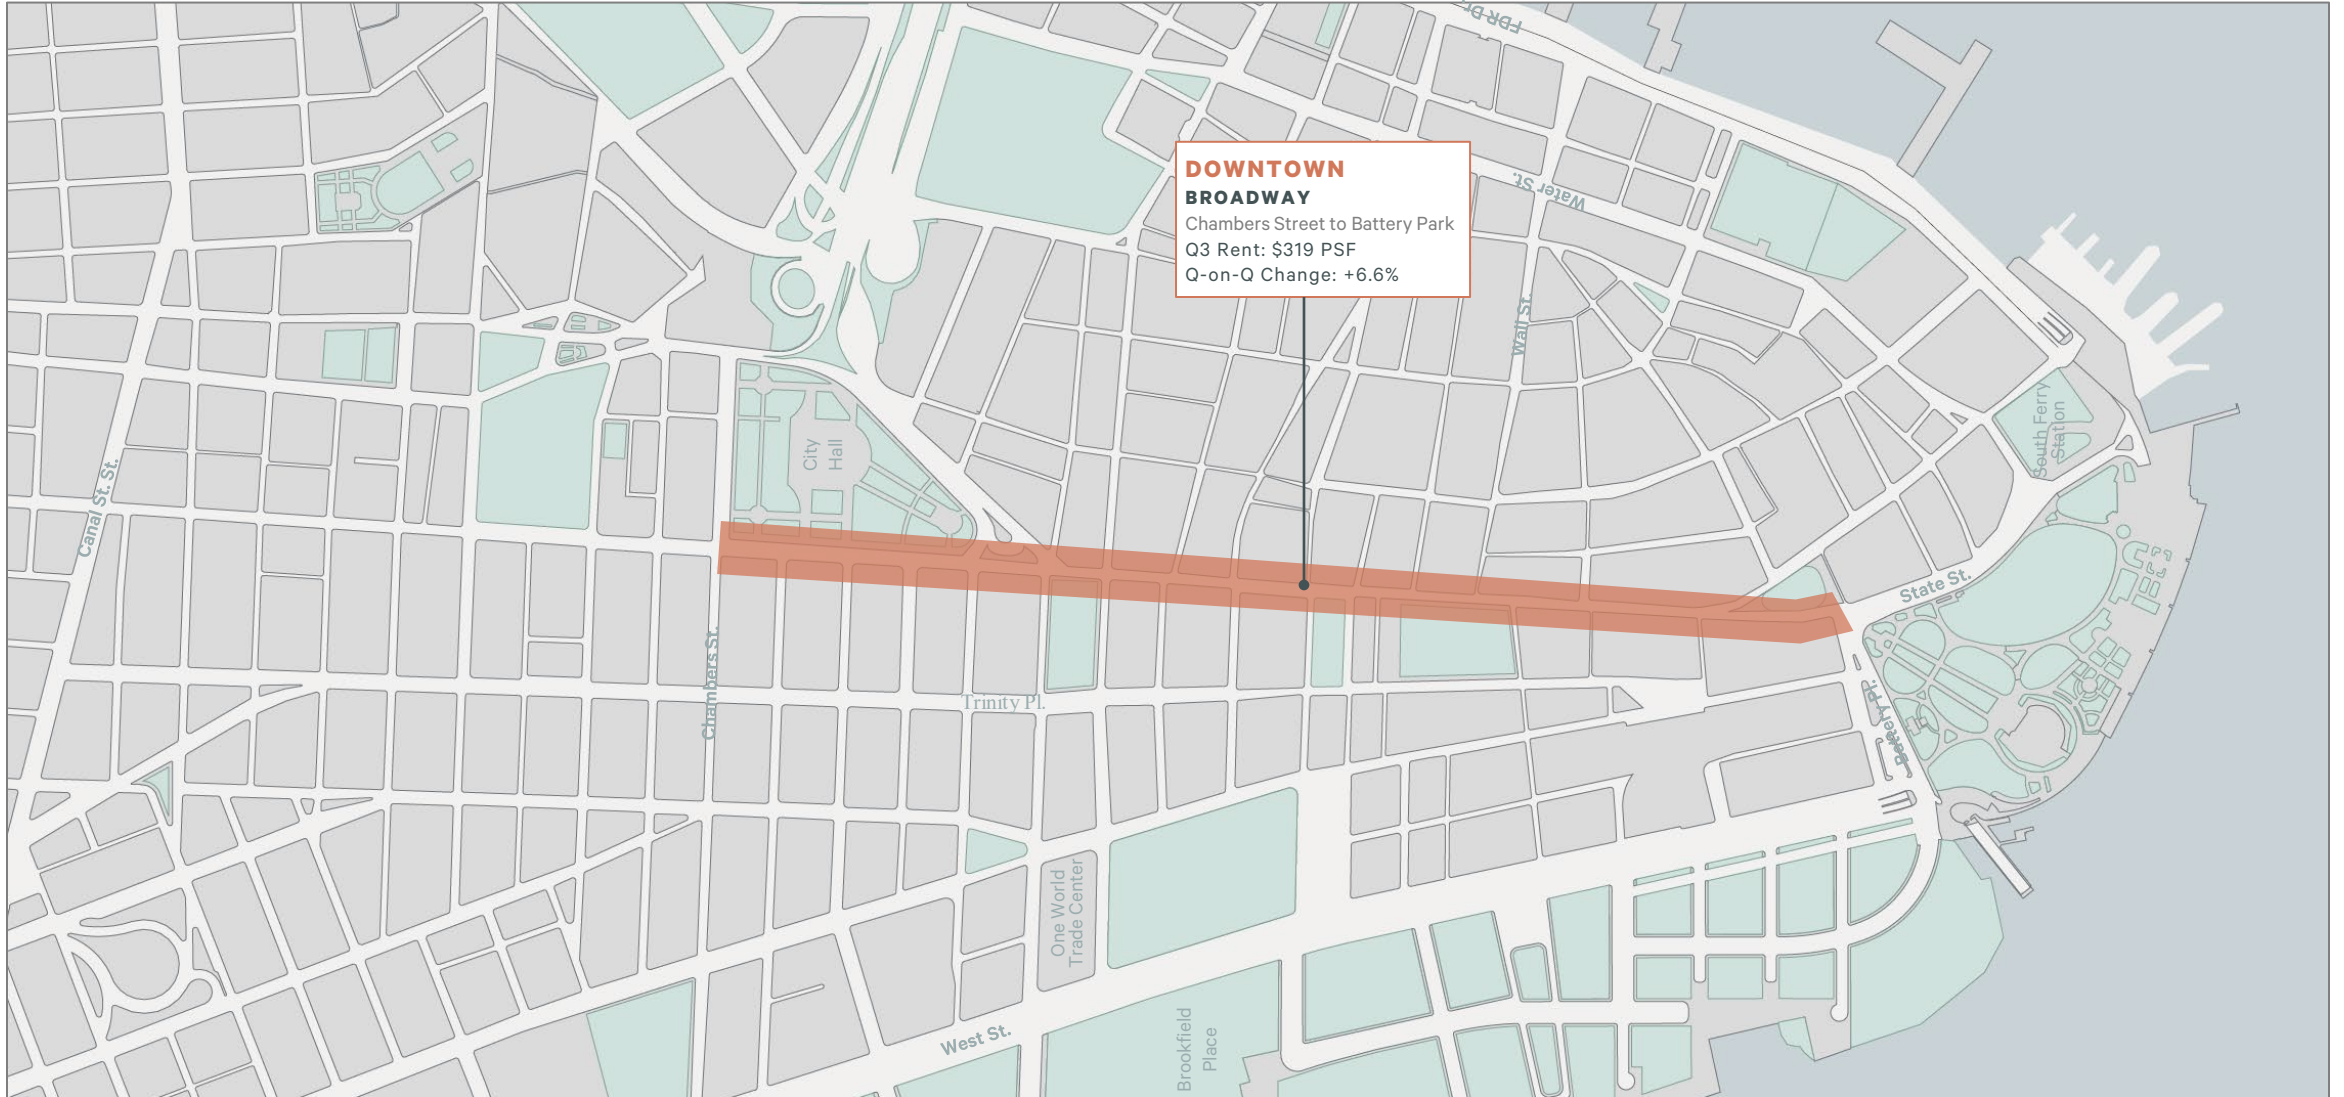 FDR Dr
DOWNTOWN
BROADWAY
Chambers Street to Battery Park
Q3 Rent: $319 PSF
Q-on-Q Change: +6.6%
Water St.
Wall St.
South Ferry
Station
City
Hall
Canal St. St.
State St.
Chambers St.
Trinity Pl.
Battery Pl.
One World
Trade Center
West St.
Brookfield
Place